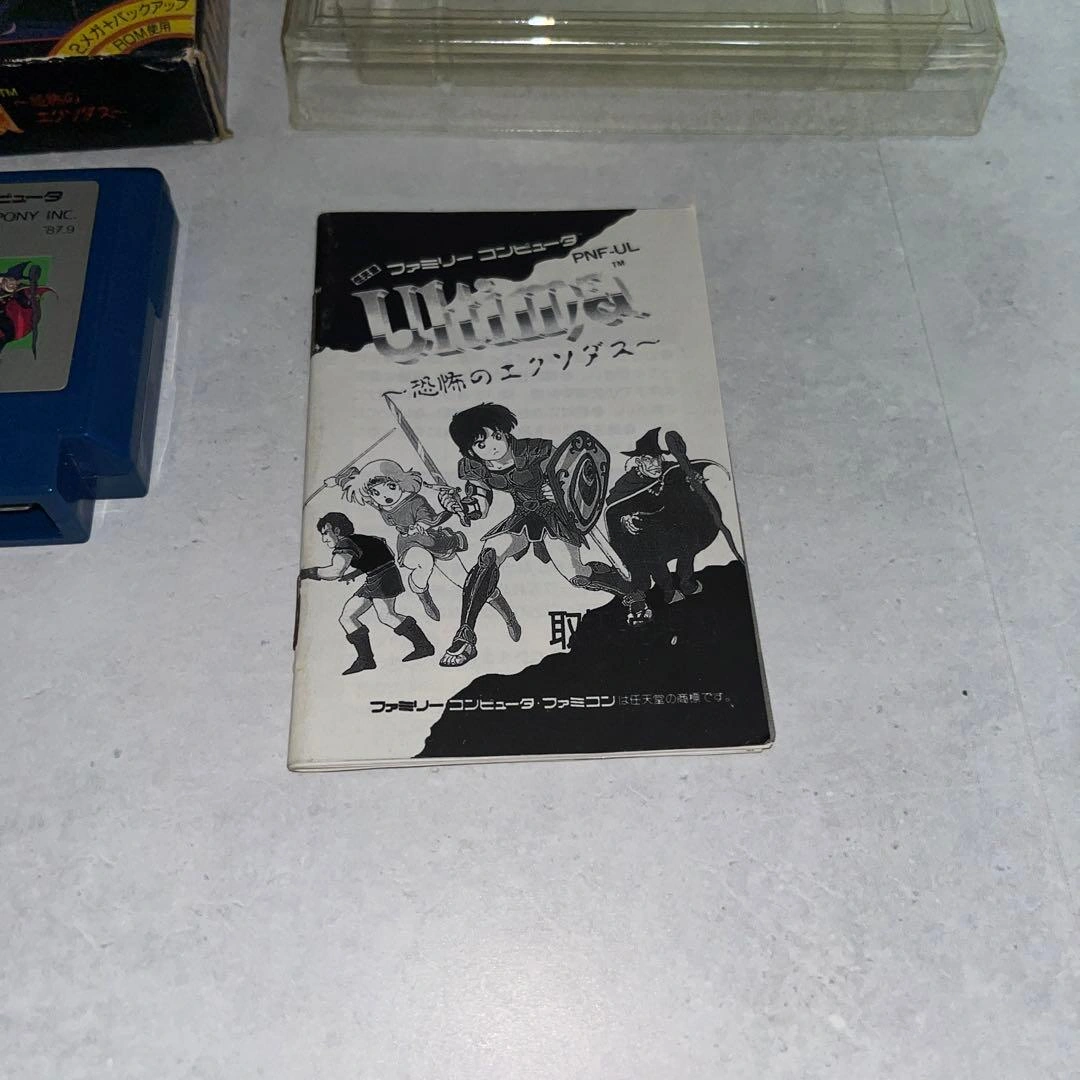 2メガ+バックアップ
ROM使用
TM
～恐怖の
エクソダス～
ピュータ
PONY INC.
'87.9
ファミリー コンピュータ
PNF-UL
Ultima
TM
～恐怖のエクソダス～
取
ファミリー コンピュータ・ファミコンは任天堂の商標です。